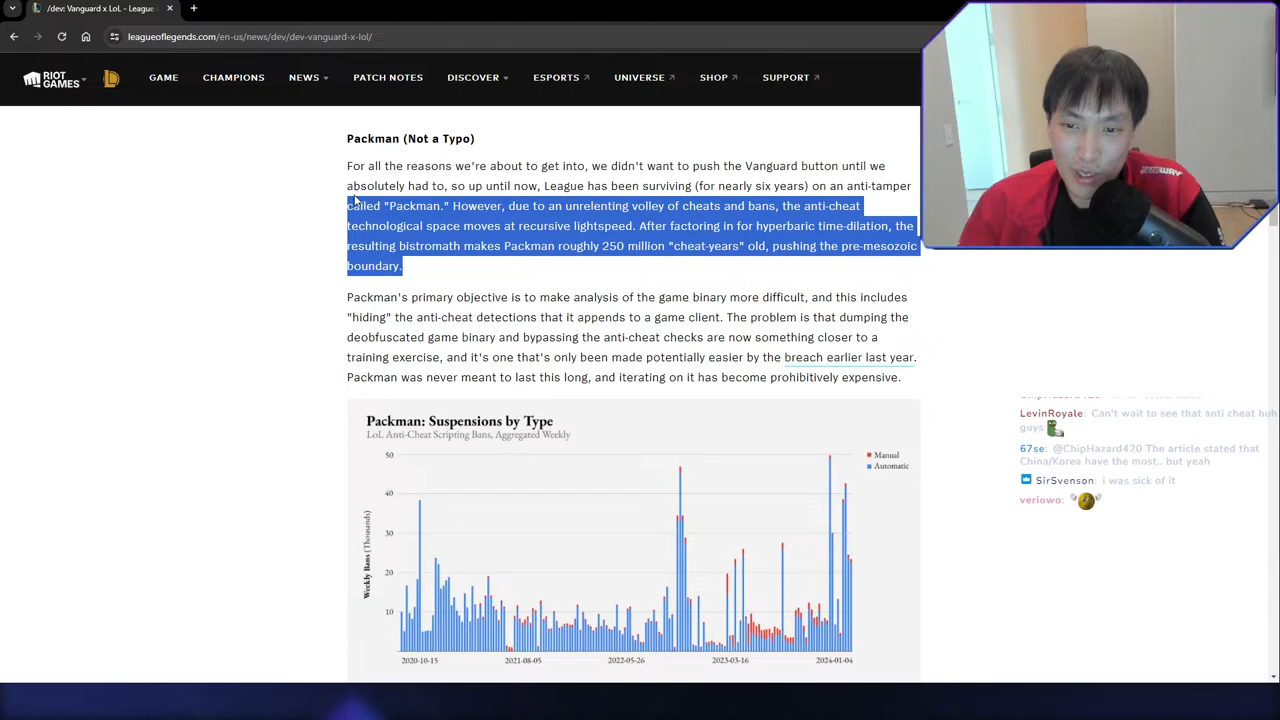 /dev: Vanguard x LoL - League
leagueoflegends.com/en-us/news/dev/dev-vanguard-x-lol/
RIOT GAMES
GAME
CHAMPIONS
NEWS
PATCH NOTES
DISCOVER
ESPORTS
UNIVERSE
SHOP
SUPPORT
Packman (Not a Typo)
For all the reasons we're about to get into, we didn't want to push the Vanguard button until we
absolutely had to, so up until now, League has been surviving (for nearly six years) on an anti-tamper
called "Packman." However, due to an unrelenting volley of cheats and bans, the anti-cheat
technological space moves at recursive lightspeed. After factoring in for hyperbaric time-dilation, the
resulting bistromath makes Packman roughly 250 million "cheat-years" old, pushing the pre-mesozoic
boundary.
Packman's primary objective is to make analysis of the game binary more difficult, and this includes
"hiding" the anti-cheat detections that it appends to a game client. The problem is that dumping the
deobfuscated game binary and bypassing the anti-cheat checks are now something closer to a
training exercise, and it's one that's only been made potentially easier by the breach earlier last year.
Packman was never meant to last this long, and iterating on it has become prohibitively expensive.
Packman: Suspensions by Type
LoL Anti-Cheat Scripting Bans, Aggregated Weekly
Manual
Automatic
Weekly Bans (Thousands)
50
40
30
20
10
2020-10-15
2021-08-05
2022-05-26
2023-03-16
2024-01-04
LevinRoyale: Can't wait to see that anti cheat huh
guys
67se: @ChipHazard420 The article stated that
China/Korea have the most.. but yeah
SirSvenson: i was sick of it
veriowo: